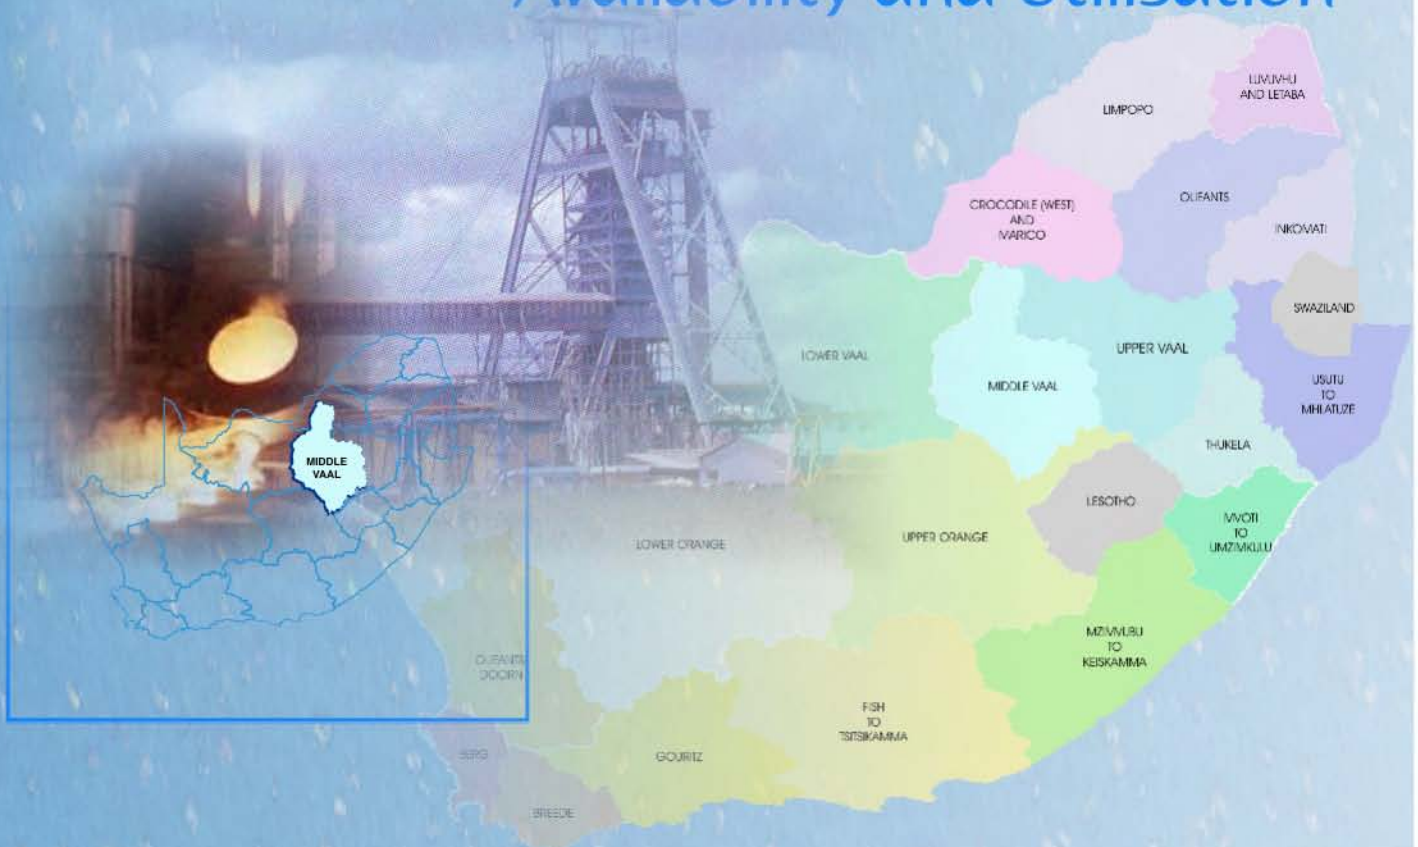 Availability and Utilisation
LUVUVHU
AND LETABA
LIMPOPO
OLIFANTS
CROCODILE (WEST)
AND
MARICO
INKOMATI
SWAZILAND
UPPER VAAL
LOWER VAAL
MIDDLE VAAL
USUTU
TO
MHLATUZE
THUKELA
MIDDLE
VAAL
LESOTHO
MVOTI
TO
UMZIMKULU
UPPER ORANGE
LOWER ORANGE
MZIMVUBU
TO
KEISKAMMA
OLIFANTS/
DOORN
FISH
TO
TSITSIKAMMA
BERG
GOURITZ
BREEDE